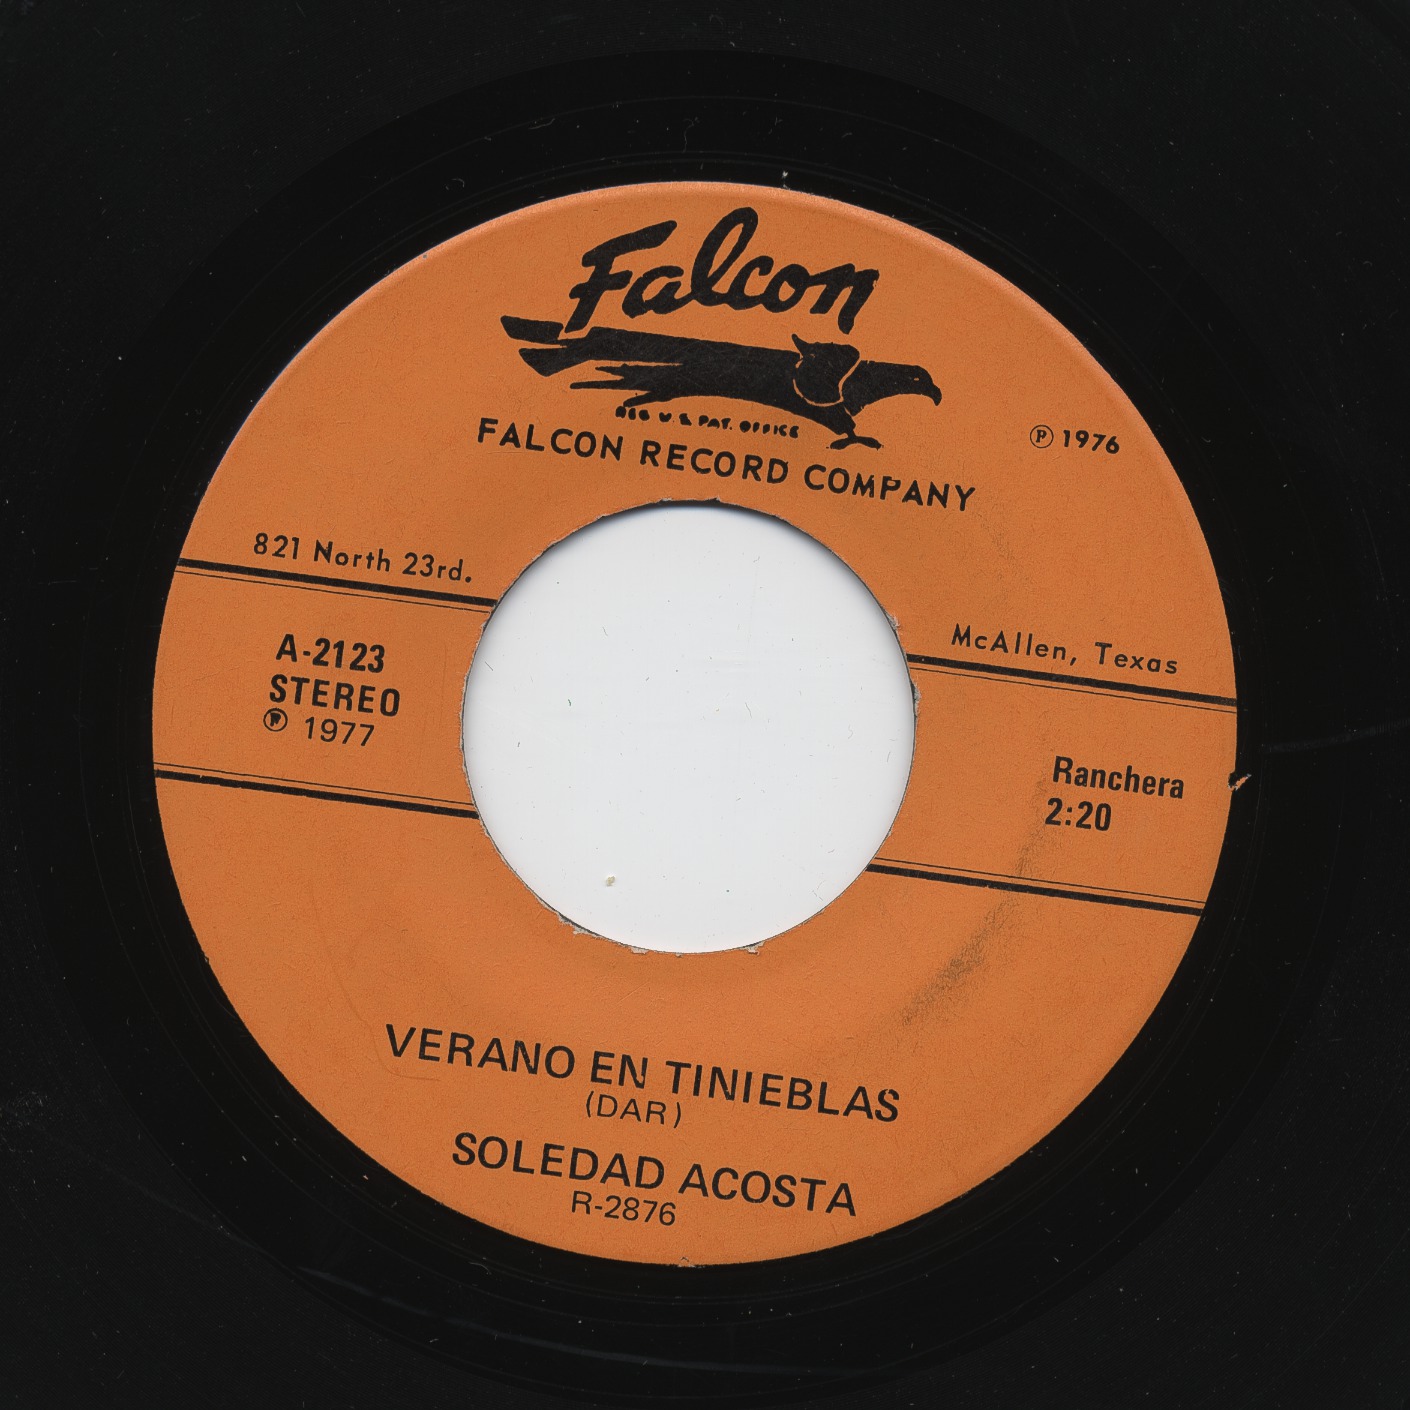 Falcon
REG U.S. PAT. OFFICE
FALCON RECORD COMPANY
Ⓟ 1976
821 North 23rd.
McAllen, Texas
A-2123
STEREO
Ⓟ 1977
Ranchera
2:20
VERANO EN TINIEBLAS
(DAR)
SOLEDAD ACOSTA
R-2876